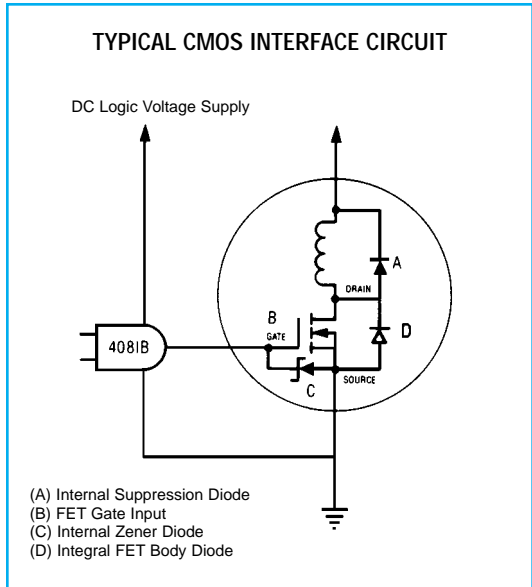 TYPICAL CMOS INTERFACE CIRCUIT
DC Logic Voltage Supply
A
DRAIN
B
GATE
D
4081B
C
SOURCE
(A) Internal Suppression Diode
(B) FET Gate Input
(C) Internal Zener Diode
(D) Integral FET Body Diode